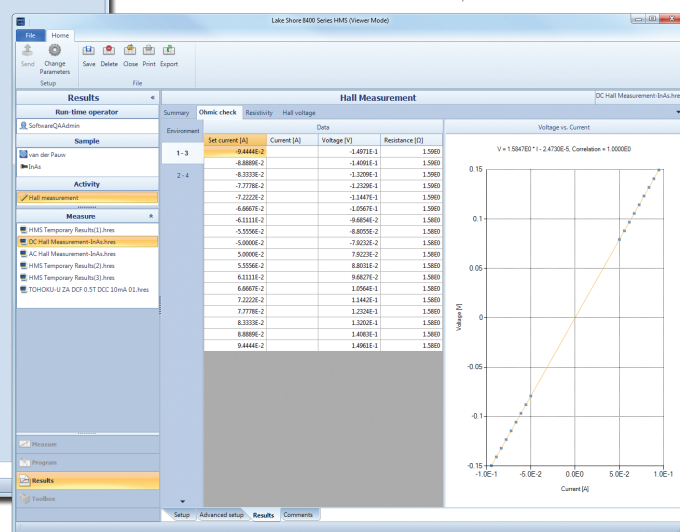 Lake Shore 8400 Series HMS (Viewer Mode)
File Home
Send Change Parameters Save Delete Close Print Export
Setup File
Results « Hall Measurement DC Hall Measurement-InAs.hres
Run-time operator
SoftwareQAAdmin
Sample
van der Pauw
InAs
Activity
Hall measurement
Measure
HMS Temporary Results(1).hres
DC Hall Measurement-InAs.hres
AC Hall Measurement-InAs.hres
HMS Temporary Results(2).hres
HMS Temporary Results(3).hres
TOHOKU-U ZA DCF 0.5T DCC 10mA 01.hres
Measure
Program
Results
Toolbox
Summary Ohmic check Resistivity Hall voltage
Environment Data
1 - 3
2 - 4
Set current [A] Current [A] Voltage [V] Resistance [Ω]
-9.4444E-2 -1.4971E-1 1.59E0
-8.8889E-2 -1.4091E-1 1.59E0
-8.3333E-2 -1.3209E-1 1.59E0
-7.7778E-2 -1.2329E-1 1.59E0
-7.2222E-2 -1.1447E-1 1.59E0
-6.6667E-2 -1.0567E-1 1.59E0
-6.1111E-2 -9.6854E-2 1.58E0
-5.5556E-2 -8.8055E-2 1.58E0
-5.0000E-2 -7.9232E-2 1.58E0
5.0000E-2 7.9223E-2 1.58E0
5.5556E-2 8.8031E-2 1.58E0
6.1111E-2 9.6827E-2 1.58E0
6.6667E-2 1.0564E-1 1.58E0
7.2222E-2 1.1442E-1 1.58E0
7.7778E-2 1.2324E-1 1.58E0
8.3333E-2 1.3202E-1 1.58E0
8.8889E-2 1.4083E-1 1.58E0
9.4444E-2 1.4961E-1 1.58E0
Voltage vs. Current
V = 1.5847E0 * I - 2.4730E-5, Correlation = 1.0000E0
Voltage [V]
0.15
0.1
0.05
0
-0.05
-0.1
-0.15
-1.0E-1 -5.0E-2 0.0E0 5.0E-2 1.0E-1
Current [A]
Setup Advanced setup Results Comments